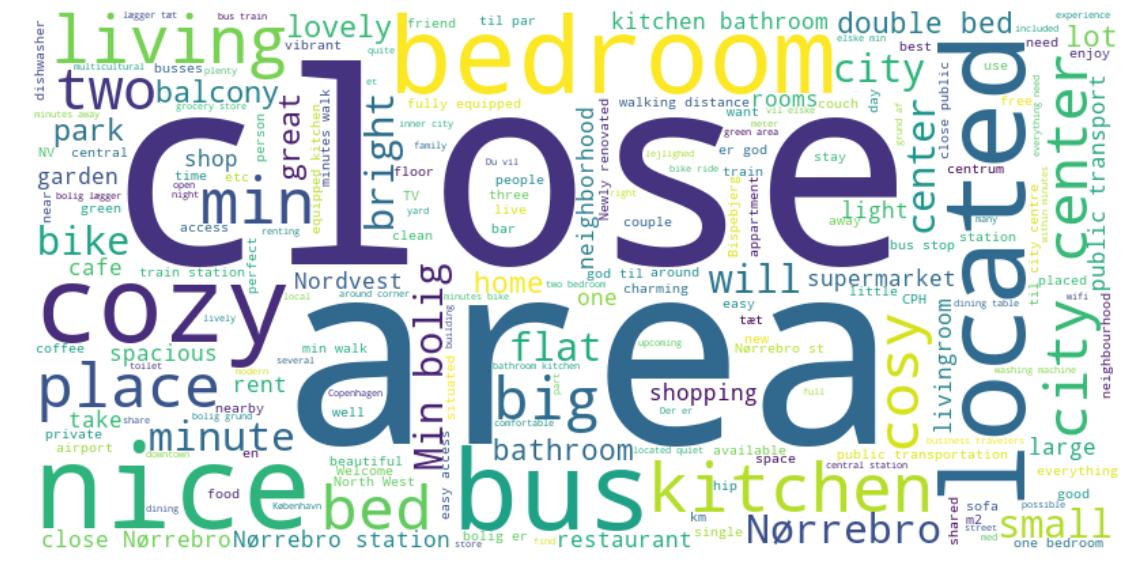 dishwasher
lægger tæt
bus train
living
lovely
friend
til par
kitchen bathroom
double bed
experience
included
lot
vibrant
quite
bedroom
elske min
best
need
enjoy
multicultural
busses
plenty
city
use
two
balcony
grocery store
minutes away
fully equipped
walking distance
couch
rooms
want
day
free
park
NV
central
person
great
minutes walk
equipped kitchen
bright
inner city
meter
vil elske
green area
grund af
close public
everything need
public transport
close
shop
time
etc
floor
family
Du vil
er god
train
center
centrum
located
city center
garden
near
bolig lægger
open
night
min
TV
people
three
live
yard
neighborhood
lejlighed
Newly renovated
bike ride
stay
right
green
access
renting
clean
bar
couple
Bispebjerg
appartment
light
away
many
within minutes
bike
cafe
train station
perfect
Nordvest
home
god til
around
charming
two bedroom
one
will
supermarket
bus stop
station
little
CPH
placed
til city centre
wifi
dining table
local
around corner
minutes bike
building
easy
cozy
lively
area
tæt
new
Nørrebro st
coffee
spacious
toilet
several
min walk
Min bolig
situated
upcoming
flat
bathroom kitchen
part
cosy
livingroom
washing machine
neighbourhood
place
modern
rent
nearby
Copenhagen
well
big
comfortable
shopping
Der er
full
take
share
bolig grund
private
airport
minute
en
downtown
bathroom
located quiet
available
space
public transportation
business travelers
central station
large
everything
nice
beautiful
Welcome
North West
easy access
food
dining
København
bed
bus
kitchen
hip
km
single
Nørrebro
shared
sofa
m2
street
good
possible
med
small
close Nørrebro
Nørrebro station
store
bolig er
find
restaurant
one bedroom
et